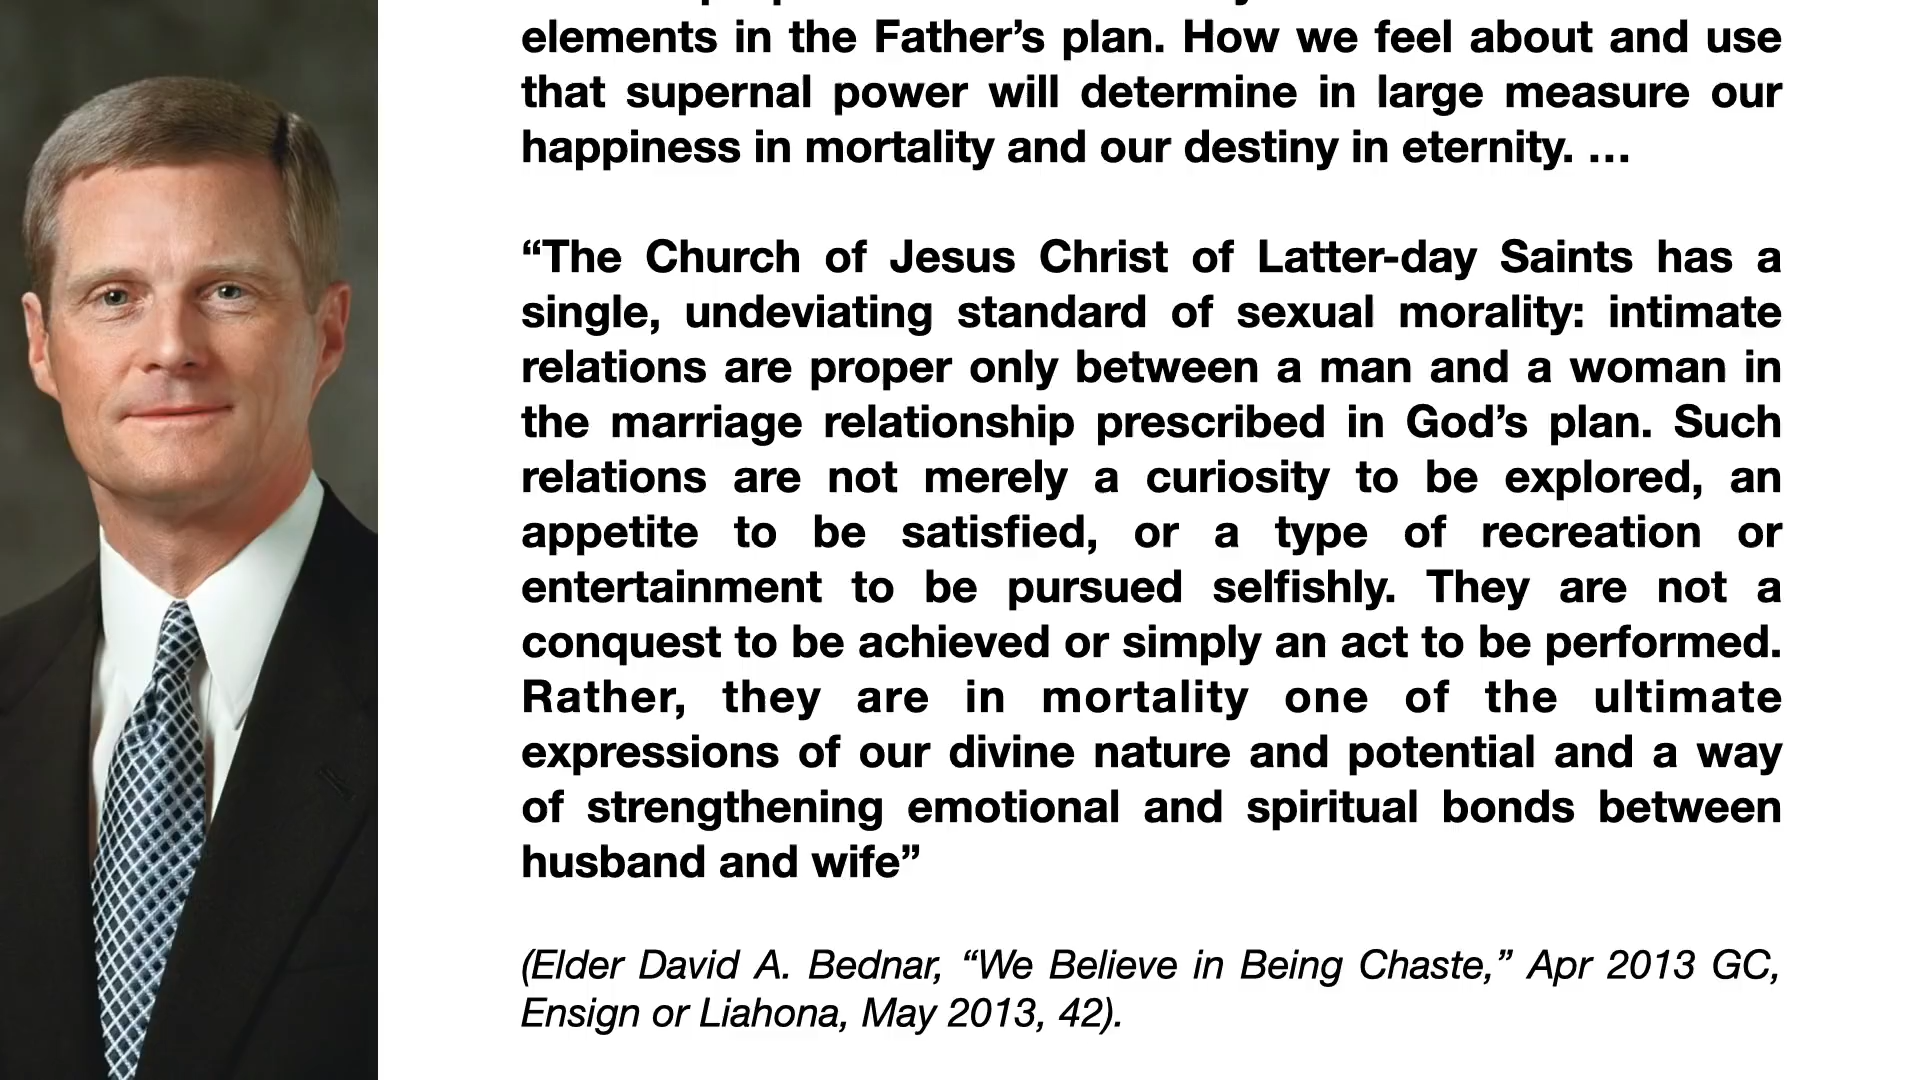 elements in the Father’s plan. How we feel about and use
that supernal power will determine in large measure our
happiness in mortality and our destiny in eternity. …
“The Church of Jesus Christ of Latter-day Saints has a
single, undeviating standard of sexual morality: intimate
relations are proper only between a man and a woman in
the marriage relationship prescribed in God’s plan. Such
relations are not merely a curiosity to be explored, an
appetite to be satisfied, or a type of recreation or
entertainment to be pursued selfishly. They are not a
conquest to be achieved or simply an act to be performed.
Rather, they are in mortality one of the ultimate
expressions of our divine nature and potential and a way
of strengthening emotional and spiritual bonds between
husband and wife”
(Elder David A. Bednar, “We Believe in Being Chaste,” Apr 2013 GC,
Ensign or Liahona, May 2013, 42).